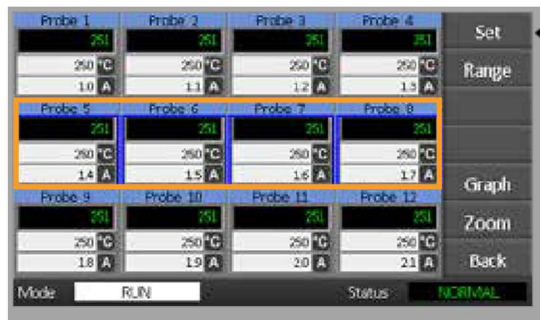 Probe 1 Probe 2 Probe 3 Probe 4 Set
251 251 251 251
250 °C 250 °C 250 °C 250 °C Range
1.0 A 1.1 A 1.2 A 1.3 A
Probe 5 Probe 6 Probe 7 Probe 8
251 251 251 251
250 °C 250 °C 250 °C 250 °C
1.4 A 1.5 A 1.6 A 1.7 A Graph
Probe 9 Probe 10 Probe 11 Probe 12
251 251 251 251 Zoom
250 °C 250 °C 250 °C 250 °C
1.8 A 1.9 A 2.0 A 2.1 A Back
Mode RUN Status NORMAL